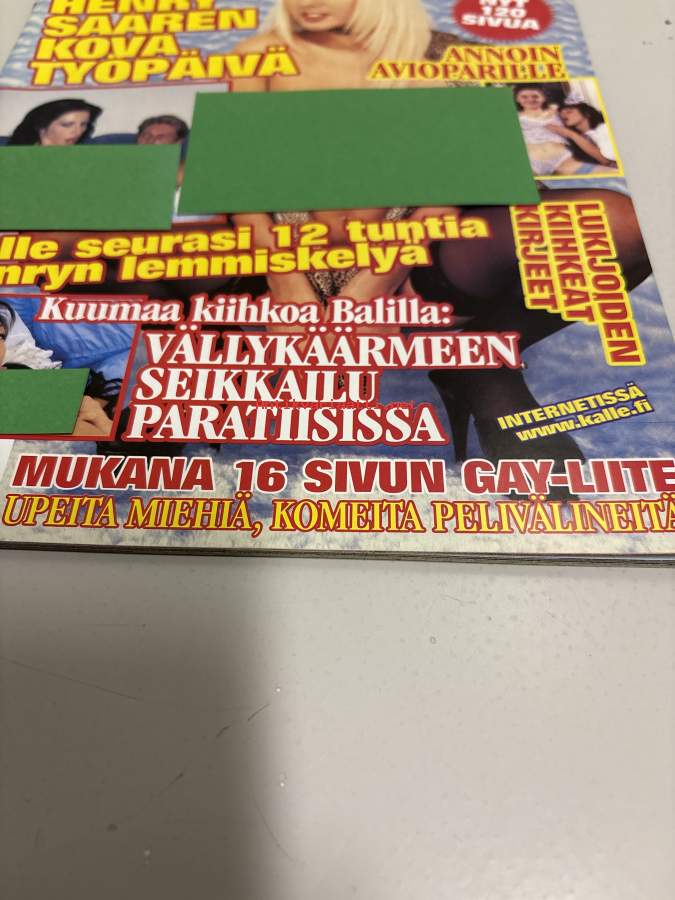 HENRY
SAAREN
KOVA
TYÖPÄIVÄ
NYT
120
SIVUA
ANNOIN
AVIOPARILLE
lle seurasi 12 tuntia
nryn lemmiskelyä
LUKIJOIDEN
KIIHKEÄT
KIRJEET
Kuumaa kiihkoa Balilla:
VÄLLYKÄÄRMEEN
SEIKKAILU
PARATIISISSA
INTERNETISSÄ
www.kalle.fi
MUKANA 16 SIVUN GAY-LIITE
UPEITA MIEHIÄ, KOMEITA PELIVÄLINEITÄ